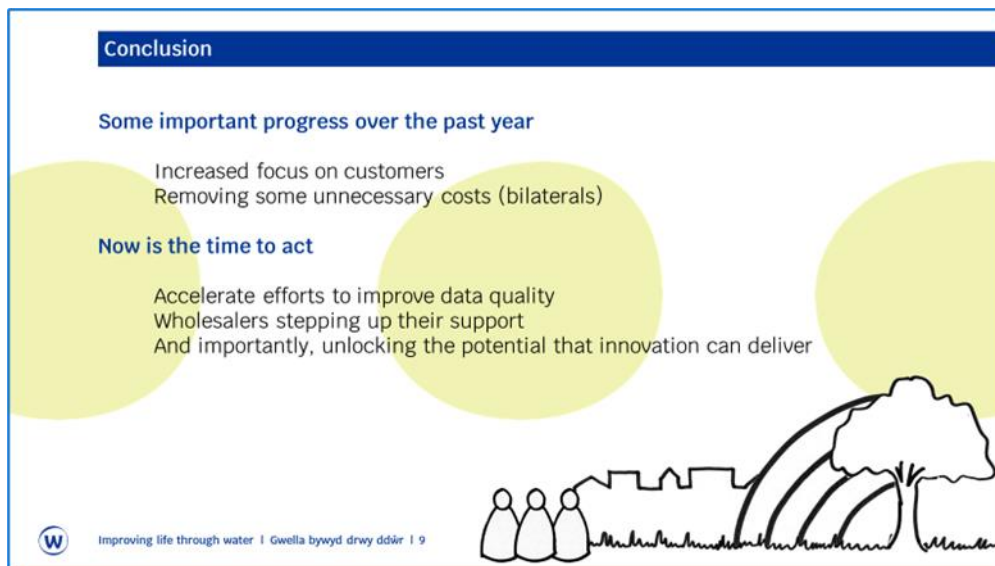 Conclusion
Some important progress over the past year
Increased focus on customers
Removing some unnecessary costs (bilaterals)
Now is the time to act
Accelerate efforts to improve data quality
Wholesalers stepping up their support
And importantly, unlocking the potential that innovation can deliver
W
Improving life through water | Gwella bywyd drwy ddŵr | 9